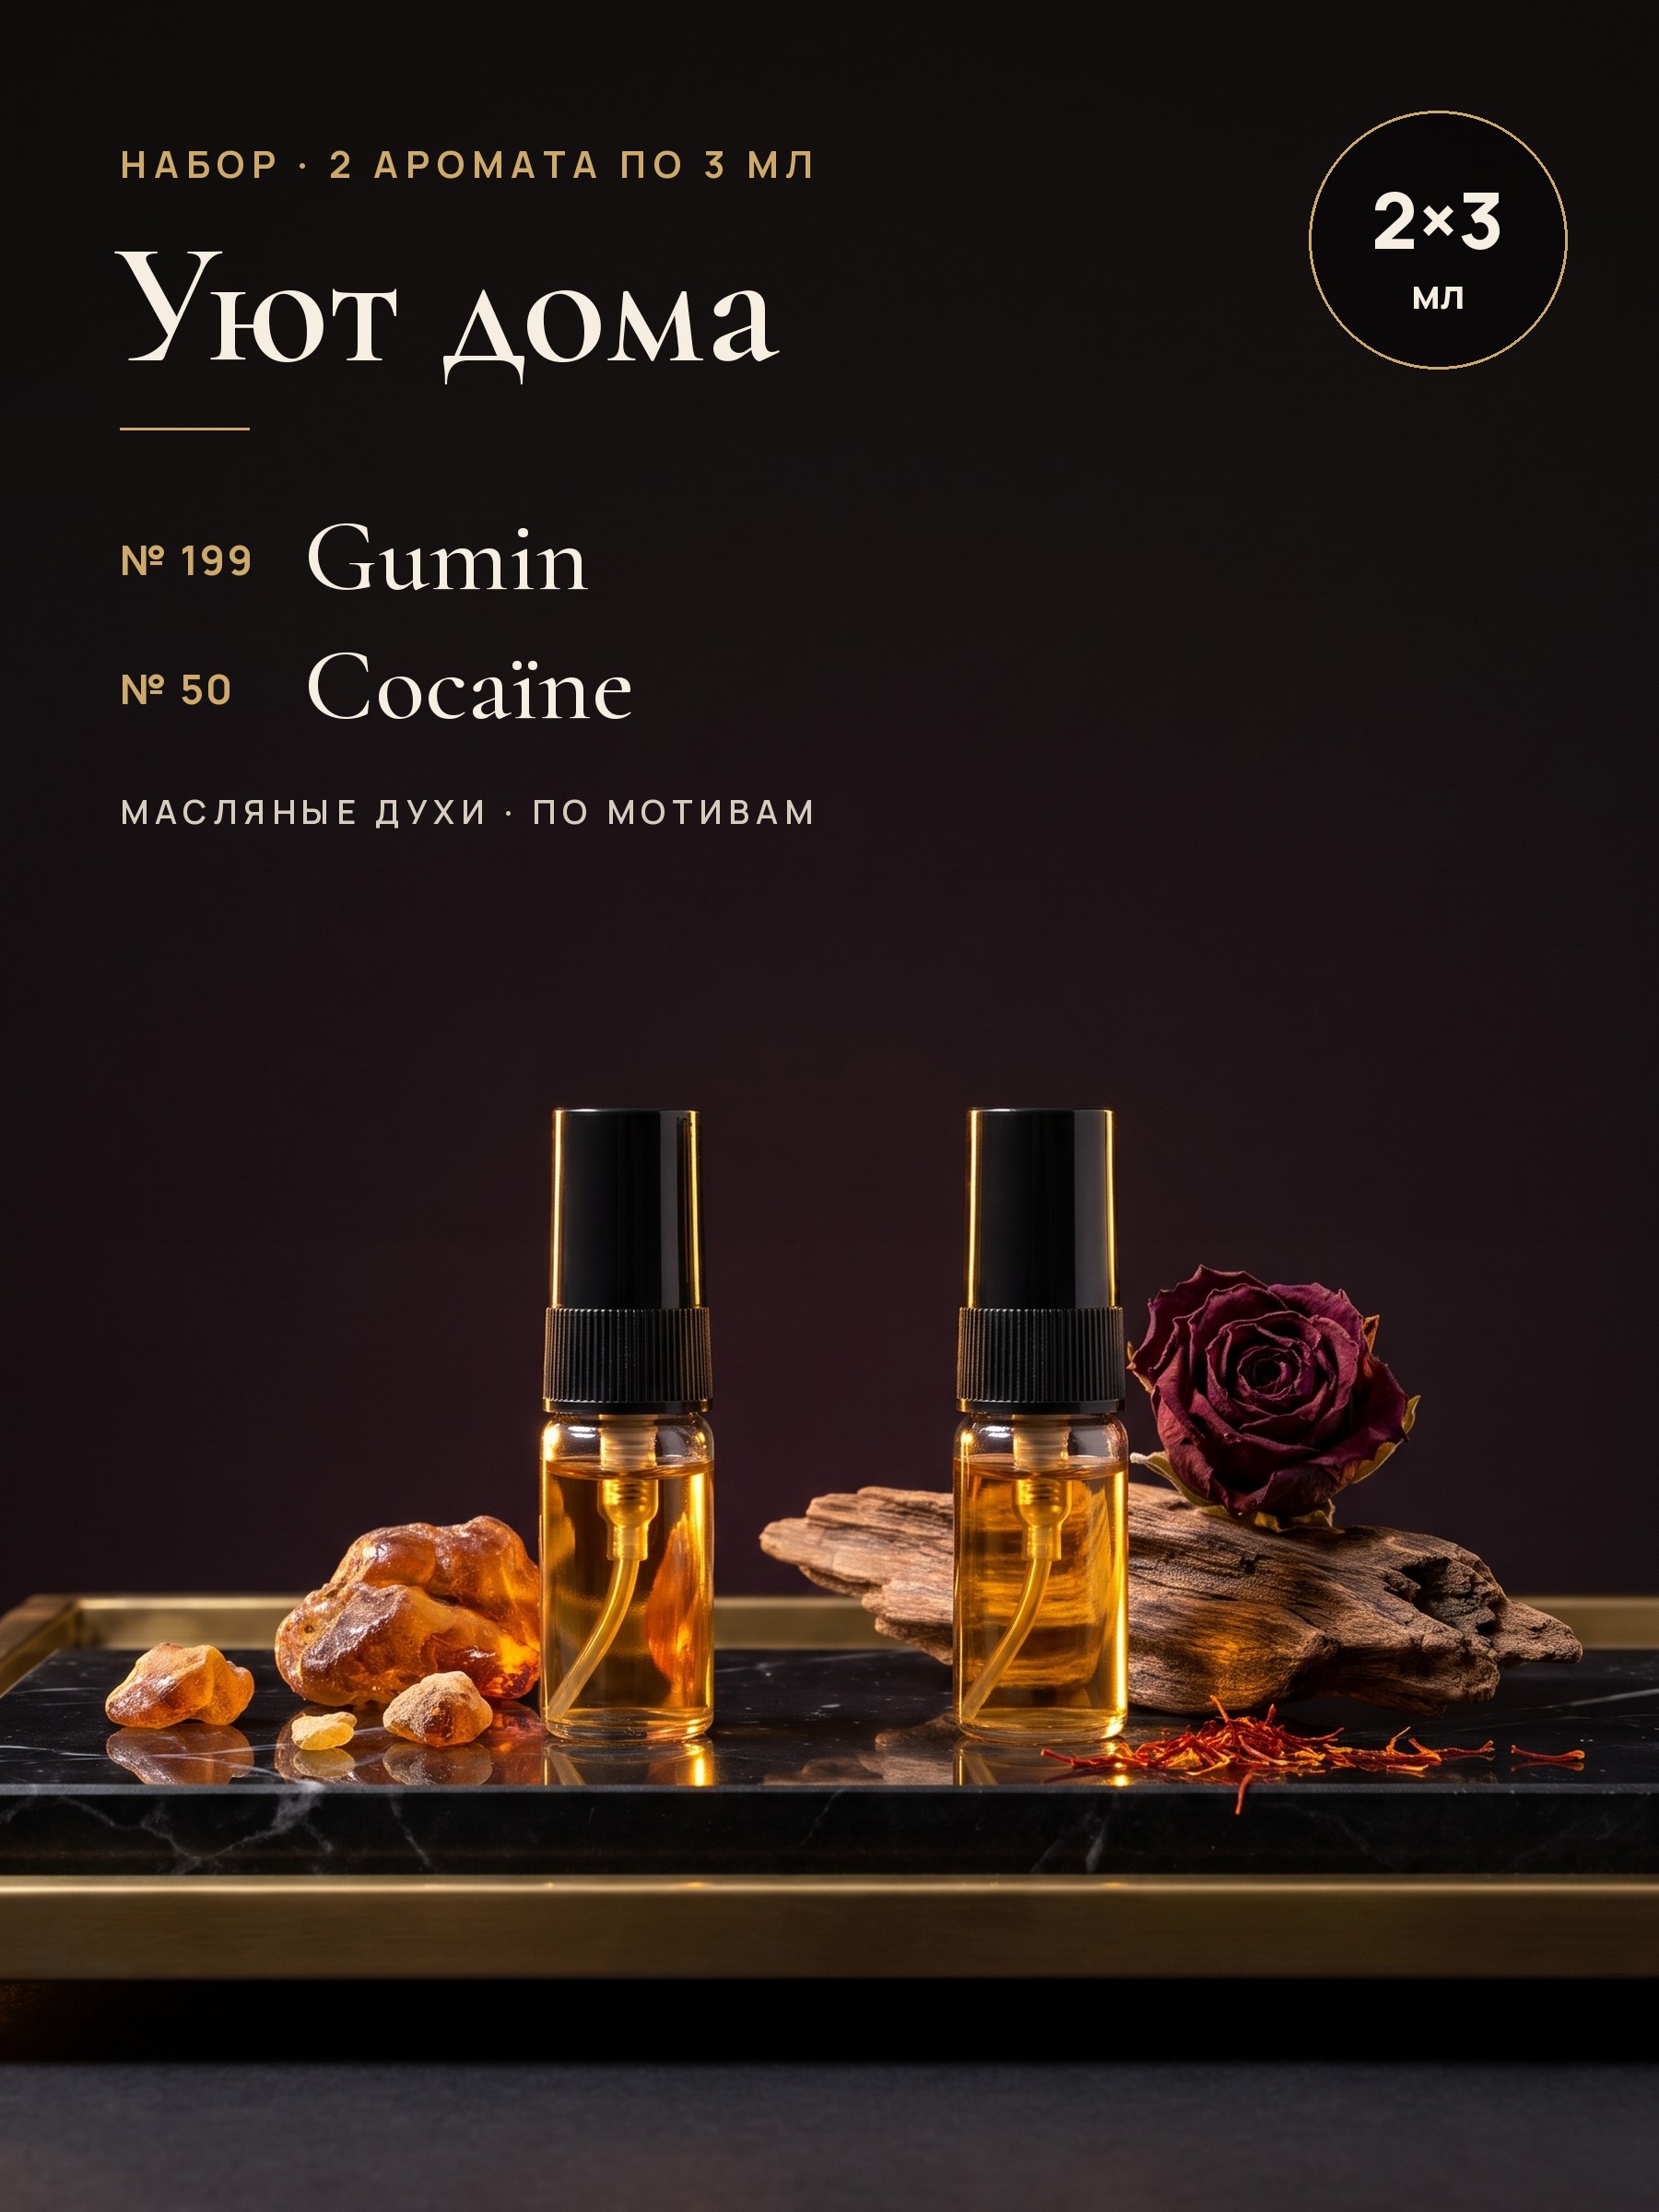 НАБОР · 2 АРОМАТА ПО 3 МЛ
Уют дома
2×3
мл
№ 199 Gumin
№ 50 Cocaïne
МАСЛЯНЫЕ ДУХИ · ПО МОТИВАМ